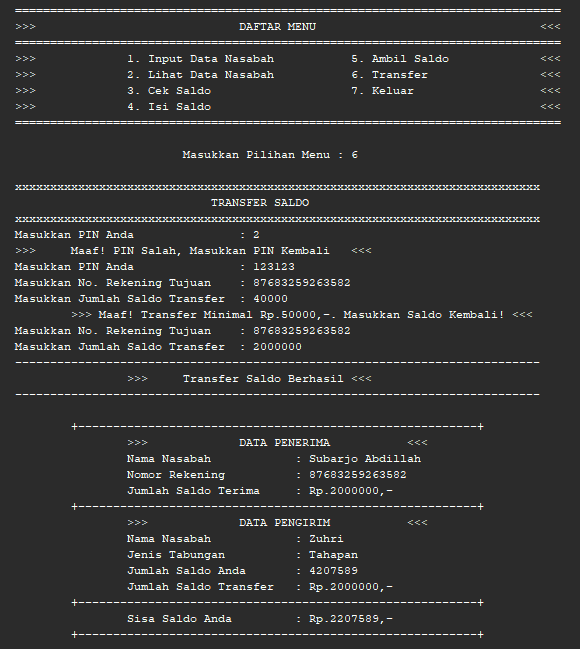 ==============================================================================
>>> DAFTAR MENU <<<
==============================================================================
>>> 1. Input Data Nasabah 5. Ambil Saldo <<<
>>> 2. Lihat Data Nasabah 6. Transfer <<<
>>> 3. Cek Saldo 7. Keluar <<<
>>> 4. Isi Saldo <<<
==============================================================================
Masukkan Pilihan Menu : 6
xxxxxxxxxxxxxxxxxxxxxxxxxxxxxxxxxxxxxxxxxxxxxxxxxxxxxxxxxxxxxxxxxxxxxxxxxxx
TRANSFER SALDO
xxxxxxxxxxxxxxxxxxxxxxxxxxxxxxxxxxxxxxxxxxxxxxxxxxxxxxxxxxxxxxxxxxxxxxxxxxx
Masukkan PIN Anda : 2
>>> Maaf! PIN Salah, Masukkan PIN Kembali <<<
Masukkan PIN Anda : 123123
Masukkan No. Rekening Tujuan : 87683259263582
Masukkan Jumlah Saldo Transfer : 40000
>>> Maaf! Transfer Minimal Rp.50000,-. Masukkan Saldo Kembali! <<<
Masukkan No. Rekening Tujuan : 87683259263582
Masukkan Jumlah Saldo Transfer : 2000000
---------------------------------------------------------------------------
>>> Transfer Saldo Berhasil <<<
---------------------------------------------------------------------------
+---------------------------------------------------------+
>>> DATA PENERIMA <<<
Nama Nasabah : Subarjo Abdillah
Nomor Rekening : 87683259263582
Jumlah Saldo Terima : Rp.2000000,-
+---------------------------------------------------------+
>>> DATA PENGIRIM <<<
Nama Nasabah : Zuhri
Jenis Tabungan : Tahapan
Jumlah Saldo Anda : 4207589
Jumlah Saldo Transfer : Rp.2000000,-
+---------------------------------------------------------+
Sisa Saldo Anda : Rp.2207589,-
+---------------------------------------------------------+